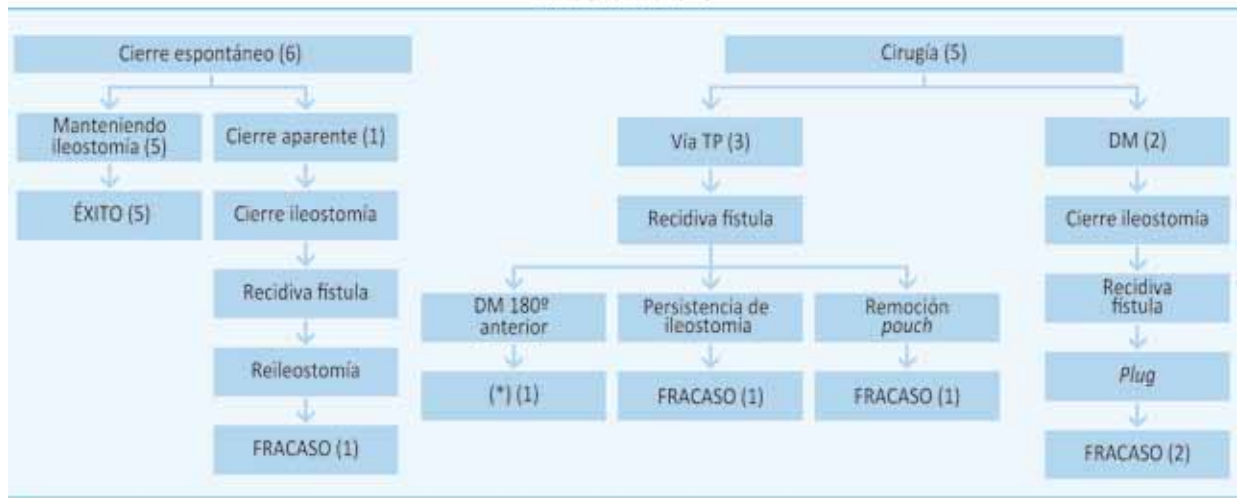 Cierre espontáneo (6)
Cirugía (5)
Manteniendo
ileostomía (5)
Cierre aparente (1)
Vía TP (3)
DM (2)
ÉXITO (5)
Cierre ileostomía
Recidiva fístula
Cierre ileostomía
Recidiva fístula
DM 180º
anterior
Persistencia de
ileostomía
Remoción
pouch
Recidiva
fístula
Reileostomía
(*) (1)
FRACASO (1)
FRACASO (1)
Plug
FRACASO (1)
FRACASO (2)